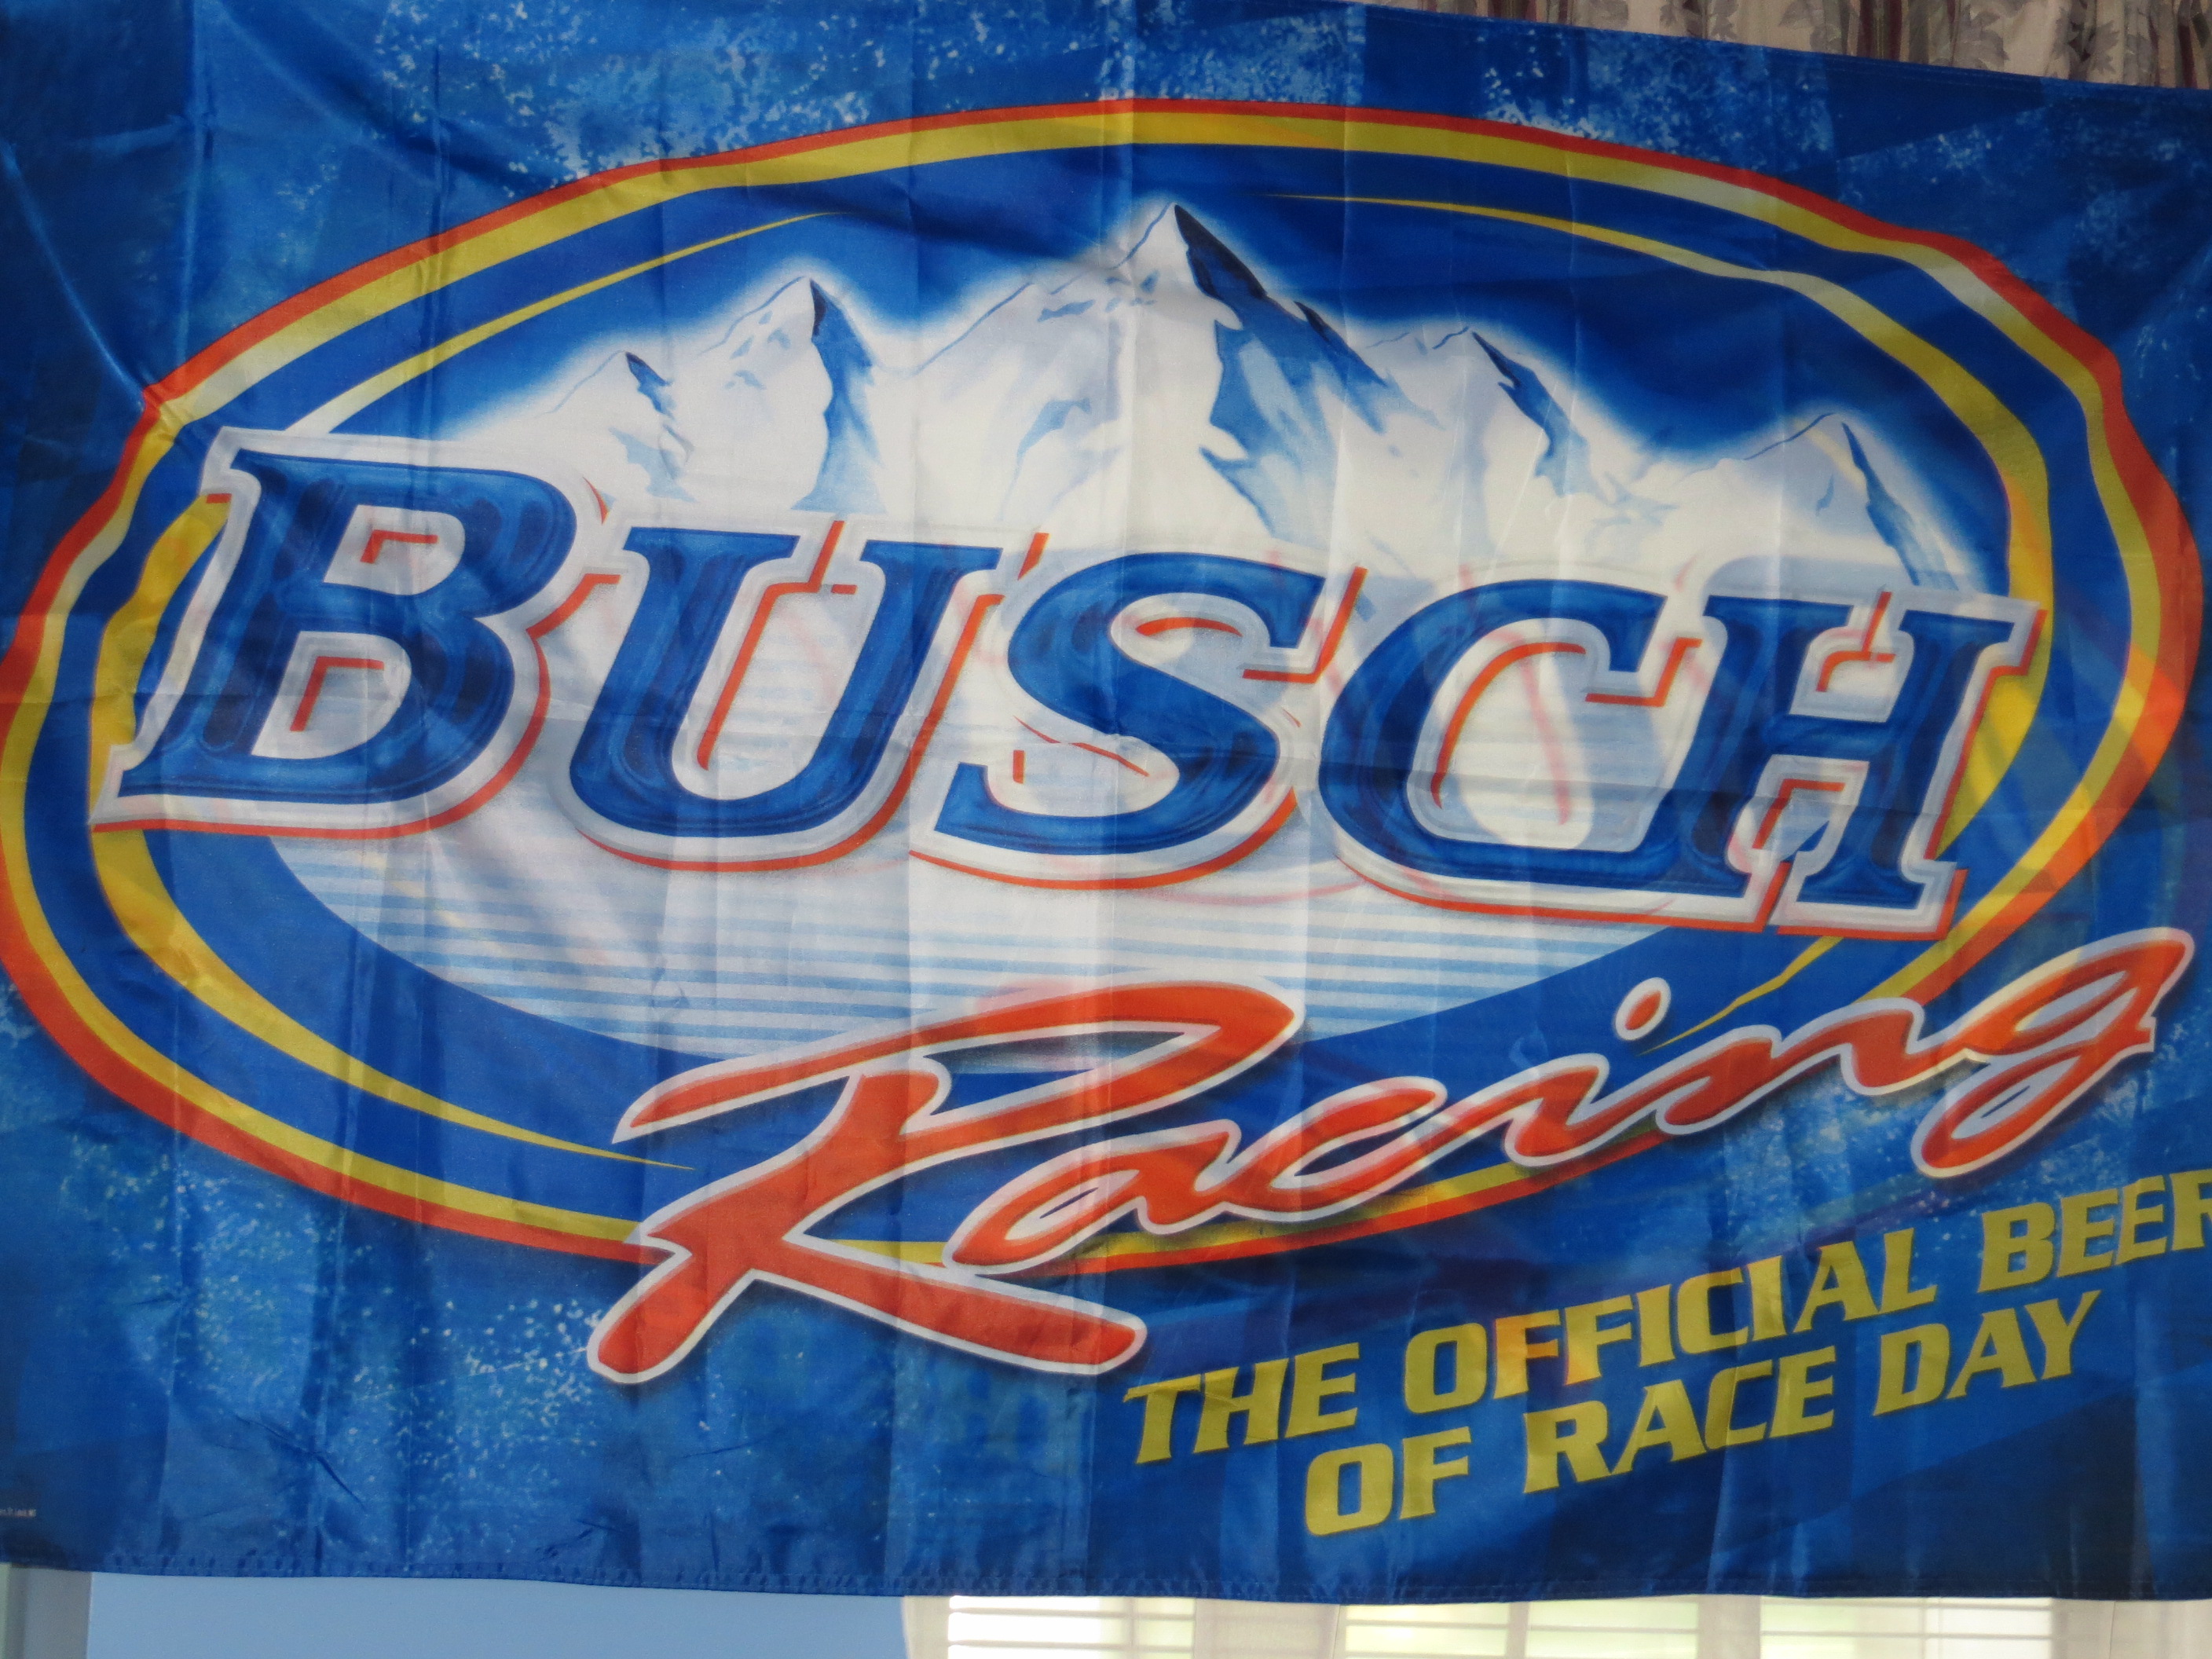 BUSCH
Racing
THE OFFICIAL BEER
OF RACE DAY